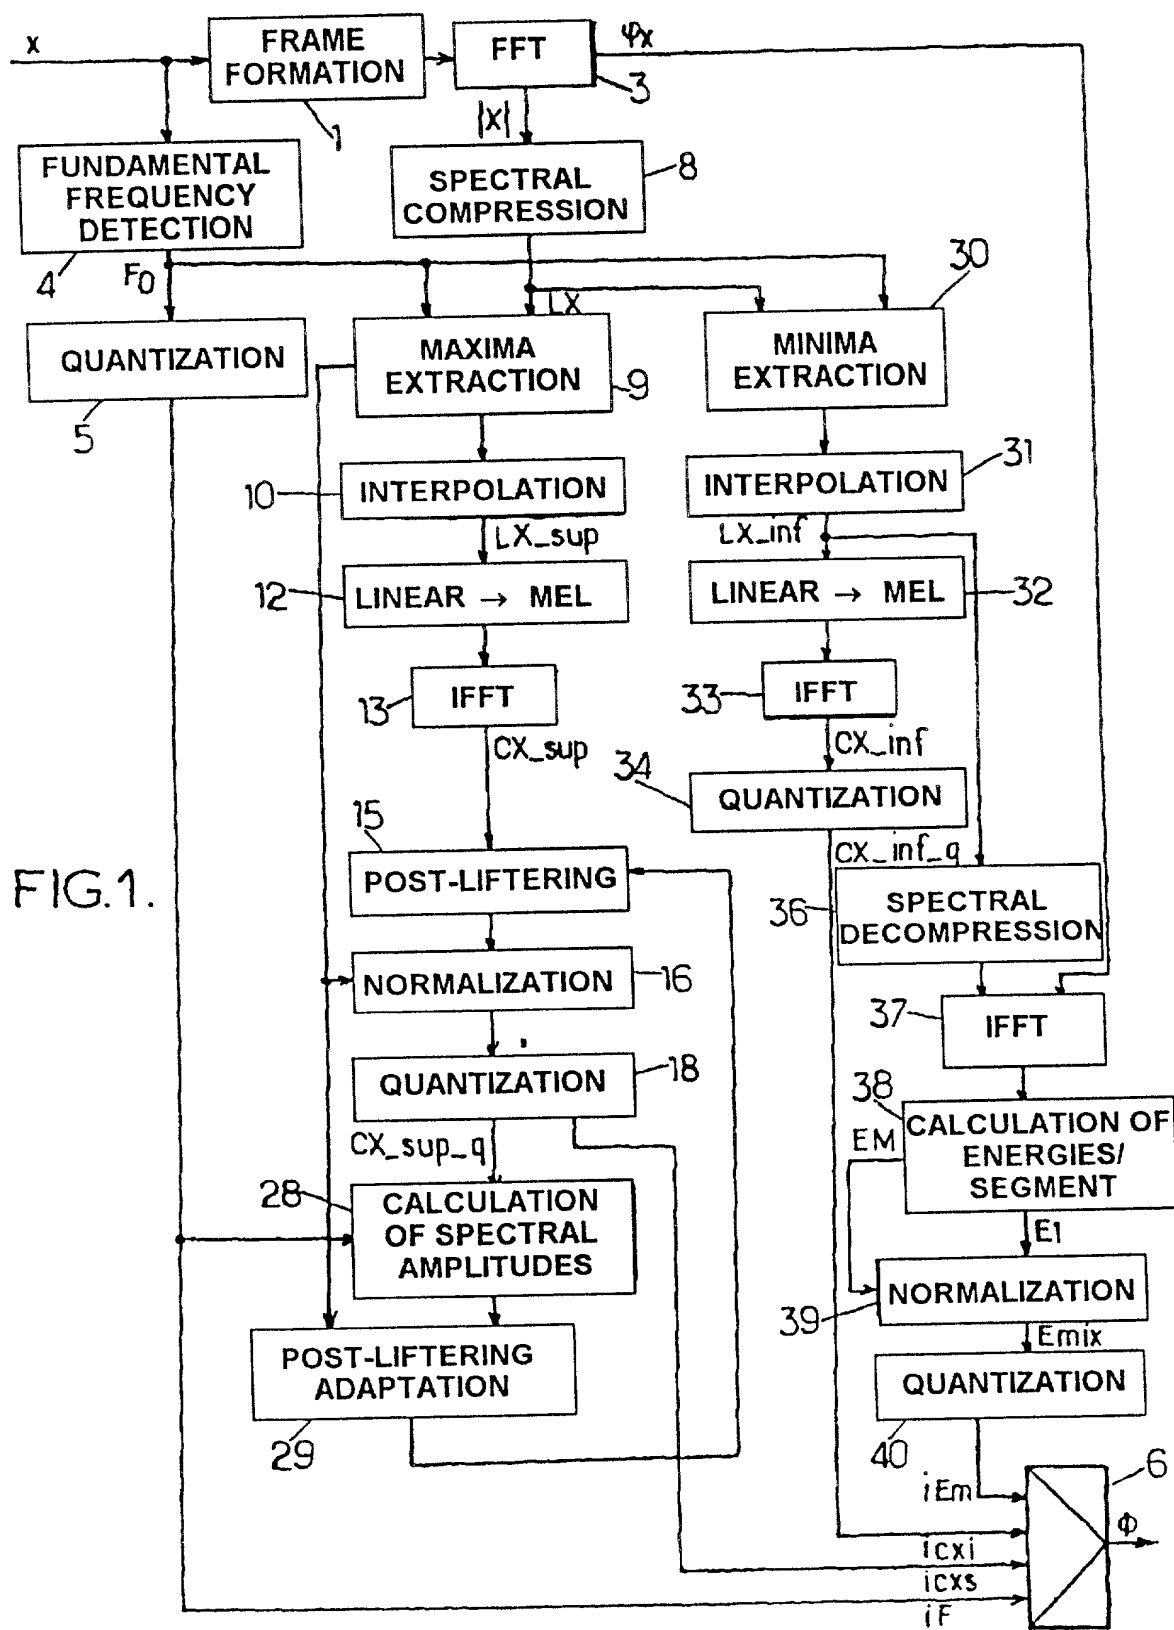 x
FRAME
FORMATION
1
FFT
3
φx
|X|
FUNDAMENTAL
FREQUENCY
DETECTION
4
SPECTRAL
COMPRESSION
8
F0
LX
30
QUANTIZATION
5
MAXIMA
EXTRACTION
9
MINIMA
EXTRACTION
10
INTERPOLATION
31
INTERPOLATION
LX_sup
LX_inf
12
LINEAR → MEL
LINEAR → MEL
32
13
IFFT
33
IFFT
CX_sup
CX_inf
34
QUANTIZATION
15
POST-LIFTERING
CX_inf_q
36
SPECTRAL
DECOMPRESSION
FIG.1.
NORMALIZATION
16
37
IFFT
QUANTIZATION
18
38
CALCULATION OF
ENERGIES/
SEGMENT
EM
CX_sup_q
28
CALCULATION
OF SPECTRAL
AMPLITUDES
E1
NORMALIZATION
39
Emix
POST-LIFTERING
ADAPTATION
29
QUANTIZATION
40
6
iEm
Φ
icxi
icxs
iF